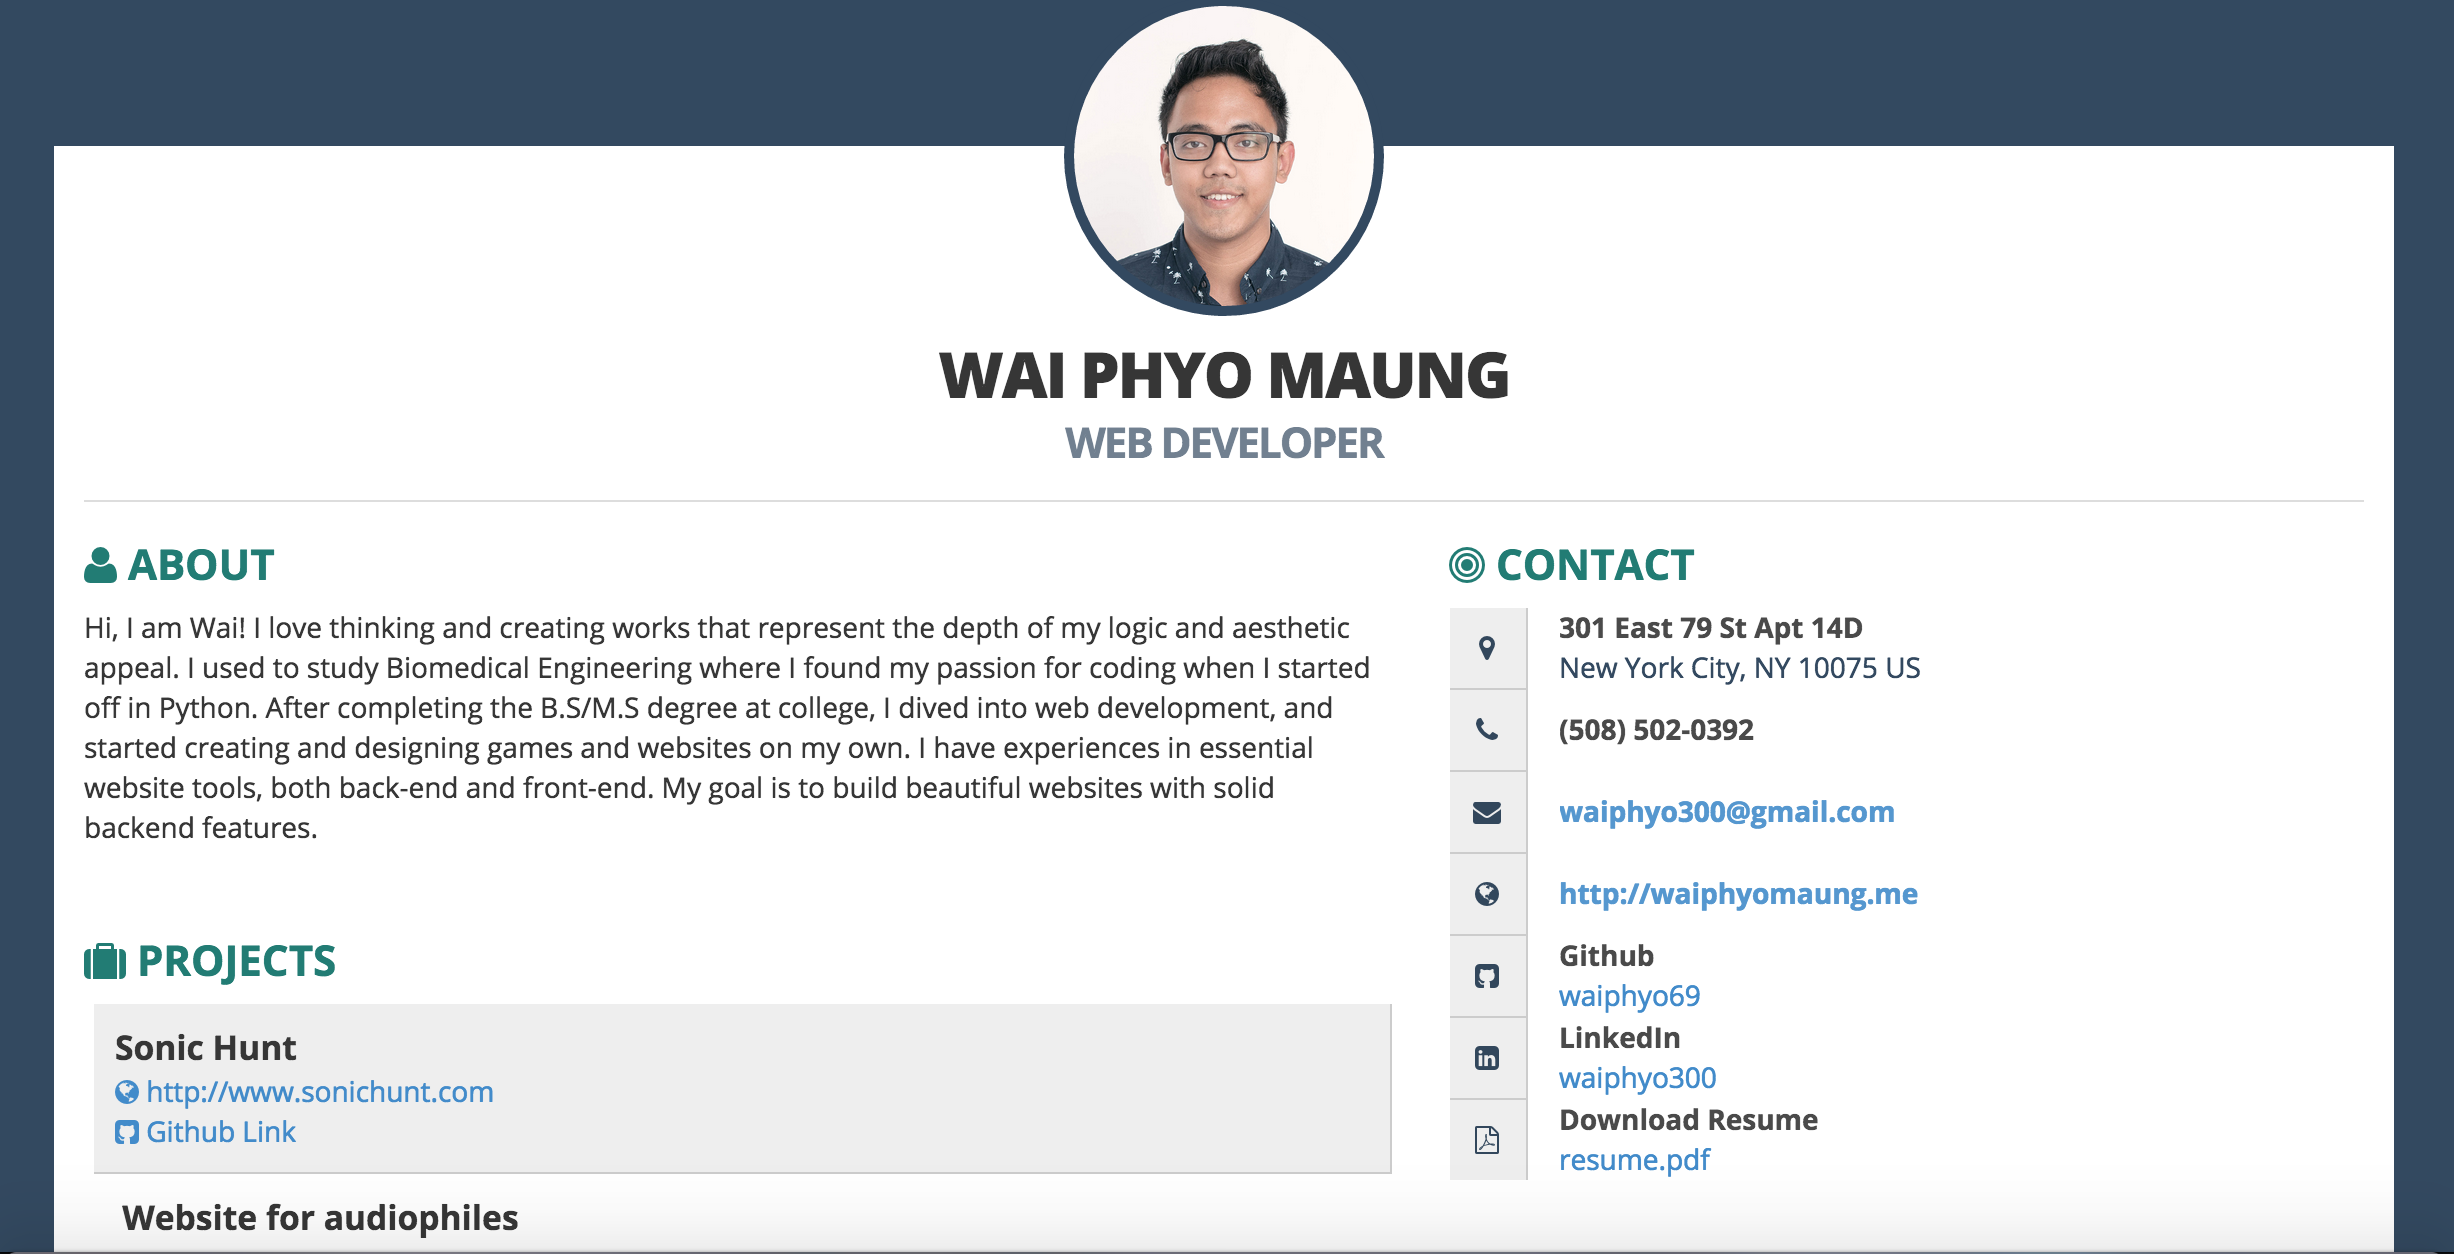 WAI PHYO MAUNG
WEB DEVELOPER
ABOUT
Hi, I am Wai! I love thinking and creating works that represent the depth of my logic and aesthetic
appeal. I used to study Biomedical Engineering where I found my passion for coding when I started
off in Python. After completing the B.S/M.S degree at college, I dived into web development, and
started creating and designing games and websites on my own. I have experiences in essential
website tools, both back-end and front-end. My goal is to build beautiful websites with solid
backend features.
PROJECTS
Sonic Hunt
http://www.sonichunt.com
Github Link
Website for audiophiles
CONTACT
301 East 79 St Apt 14D
New York City, NY 10075 US
(508) 502-0392
waiphyo300@gmail.com
http://waiphyomaung.me
Github
waiphyo69
LinkedIn
waiphyo300
Download Resume
resume.pdf